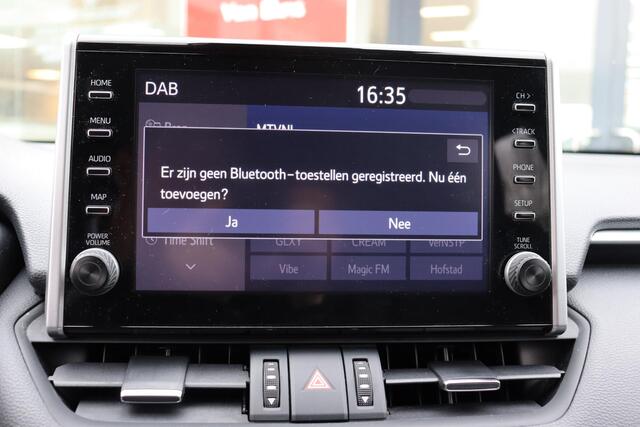 HOME
MENU
AUDIO
MAP
POWER
VOLUME
DAB
16:35
Er zijn geen Bluetooth-toestellen geregistreerd. Nu één
toevoegen?
Ja
Nee
Time Shift
GLXY
CREAM
VeRNSTP
Vibe
Magic FM
Hofstad
CH>
<TRACK
PHONE
SETUP
TUNE
SCROLL